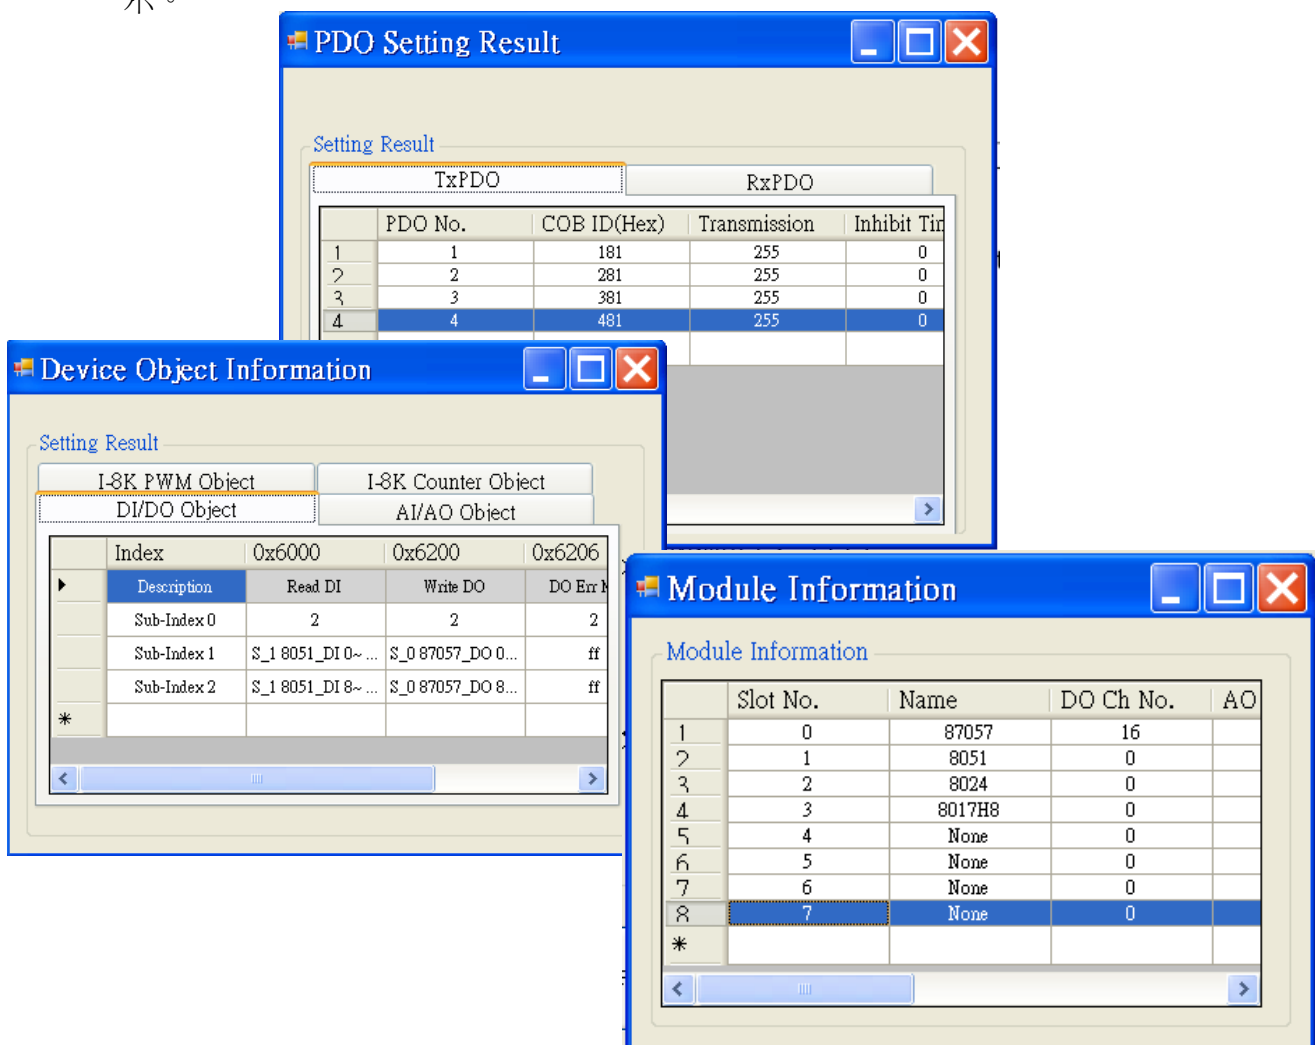 示。
PDO Setting Result
Setting Result
TxPDO RxPDO
PDO No. COB ID(Hex) Transmission Inhibit Tim
1 1 181 255 0
2 2 281 255 0
3 3 381 255 0
4 4 481 255 0
Device Object Information
Setting Result
I-8K PWM Object I-8K Counter Object
DI/DO Object AI/AO Object
Index 0x6000 0x6200 0x6206
Description Read DI Write DO DO Err M
Sub-Index 0 2 2 2
Sub-Index 1 S_1 8051_DI 0~ ... S_0 87057_DO 0... ff
Sub-Index 2 S_1 8051_DI 8~ ... S_0 87057_DO 8... ff
*
Module Information
Module Information
Slot No. Name DO Ch No. AO
1 0 87057 16
2 1 8051 0
3 2 8024 0
4 3 8017H8 0
5 4 None 0
6 5 None 0
7 6 None 0
8 7 None 0
*